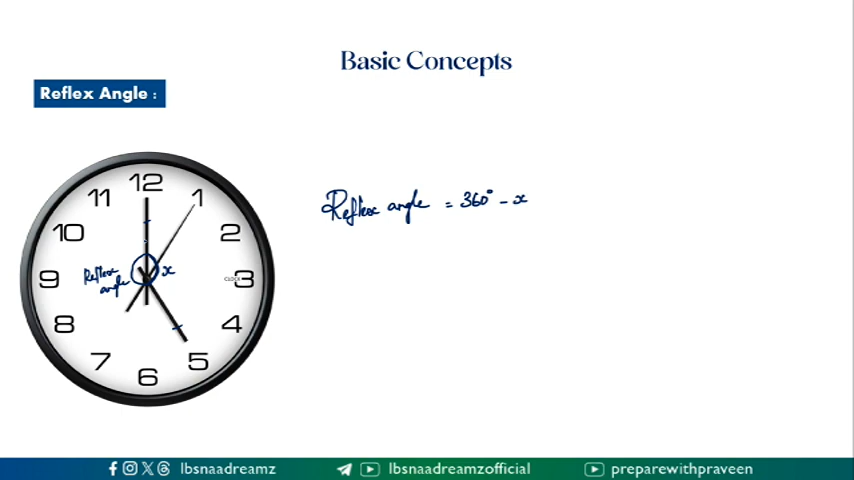 Basic Concepts
Reflex Angle :
12
11
1
10
2
Reflex angle = 360° - x
9
Reflex
angle
x
CLOCK
3
8
4
7
5
6
lbsnaadreamz
lbsnaadreamzofficial
preparewithpraveen